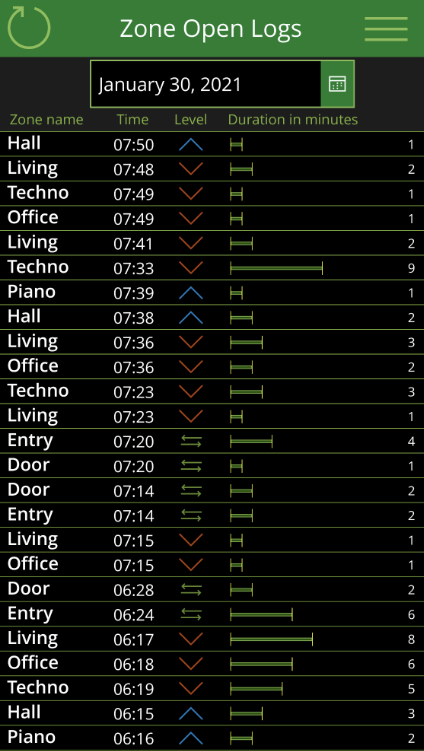 Zone Open Logs
January 30, 2021
Zone name Time Level Duration in minutes
Hall 07:50 1
Living 07:48 2
Techno 07:49 1
Office 07:49 1
Living 07:41 2
Techno 07:33 9
Piano 07:39 1
Hall 07:38 2
Living 07:36 3
Office 07:36 2
Techno 07:23 3
Living 07:23 1
Entry 07:20 4
Door 07:20 1
Door 07:14 2
Entry 07:14 2
Living 07:15 1
Office 07:15 1
Door 06:28 2
Entry 06:24 6
Living 06:17 8
Office 06:18 6
Techno 06:19 5
Hall 06:15 3
Piano 06:16 2